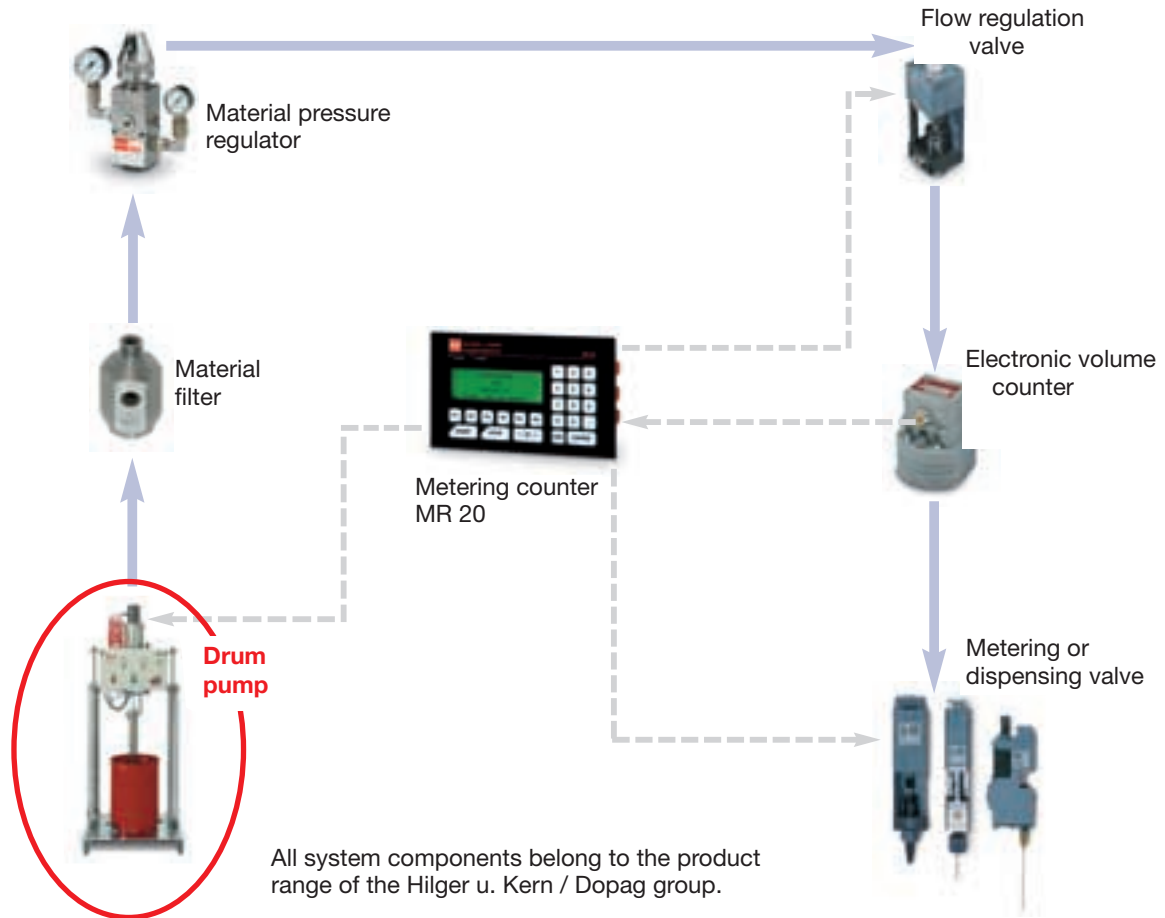 Flow regulation
valve
Material pressure
regulator
Material
filter
Electronic volume
counter
Metering counter
MR 20
Drum
pump
Metering or
dispensing valve
All system components belong to the product
range of the Hilger u. Kern / Dopag group.